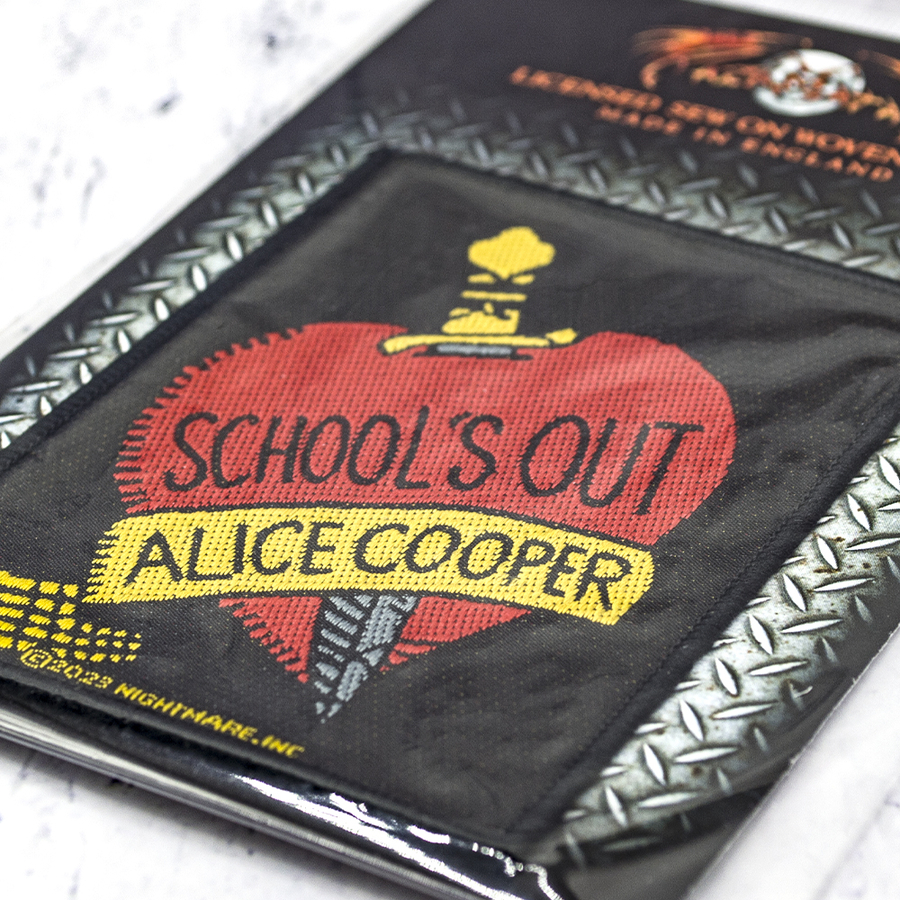 LICENSED SEW ON WOVEN
MADE IN ENGLAND
SCHOOL'S OUT
ALICE COOPER
©2023 NIGHTMARE.INC